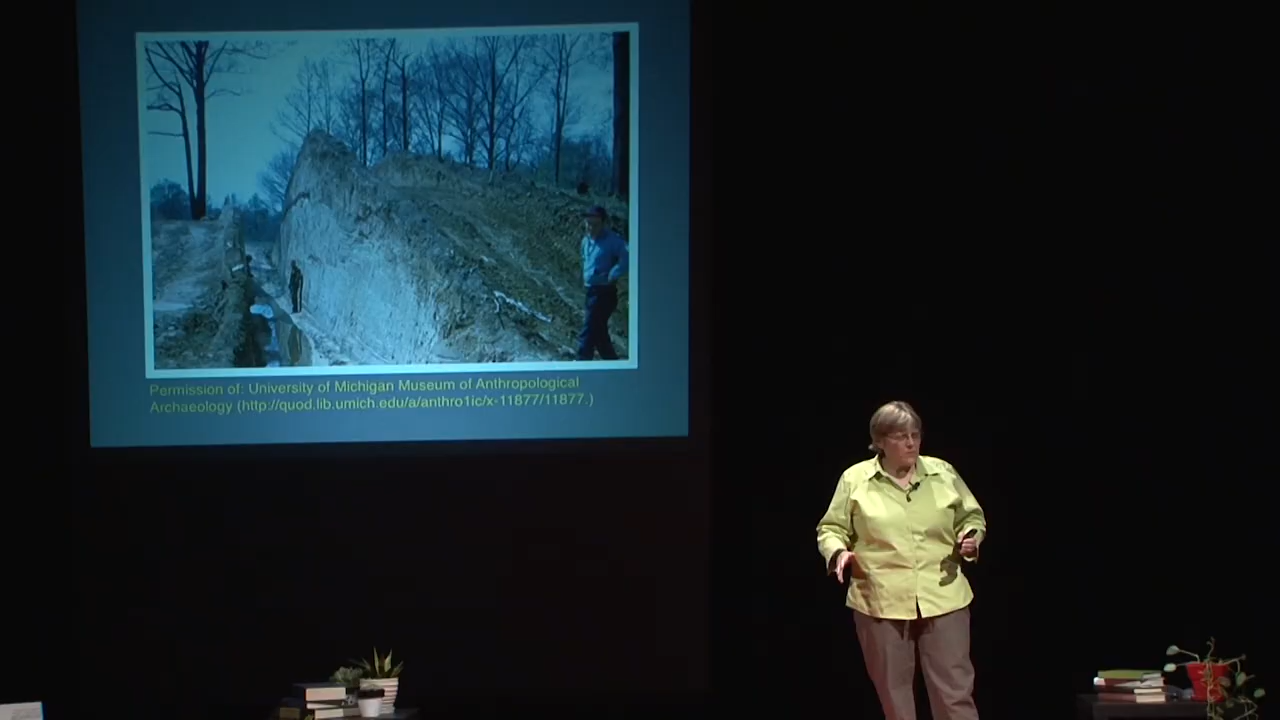 Permission of: University of Michigan Museum of Anthropological
Archaeology (http://quod.lib.umich.edu/a/anthro1ic/x-11877/11877.)